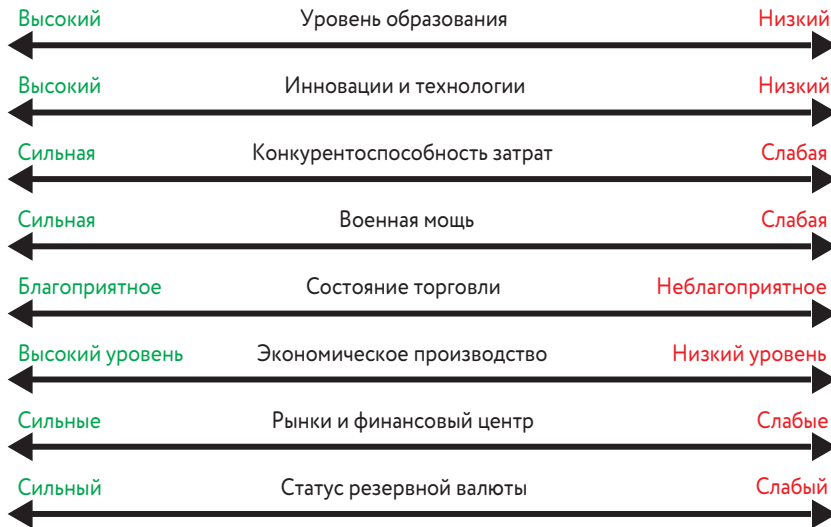 Высокий Уровень образования Низкий
Высокий Инновации и технологии Низкий
Сильная Конкурентоспособность затрат Слабая
Сильная Военная мощь Слабая
Благоприятное Состояние торговли Неблагоприятное
Высокий уровень Экономическое производство Низкий уровень
Сильные Рынки и финансовый центр Слабые
Сильный Статус резервной валюты Слабый